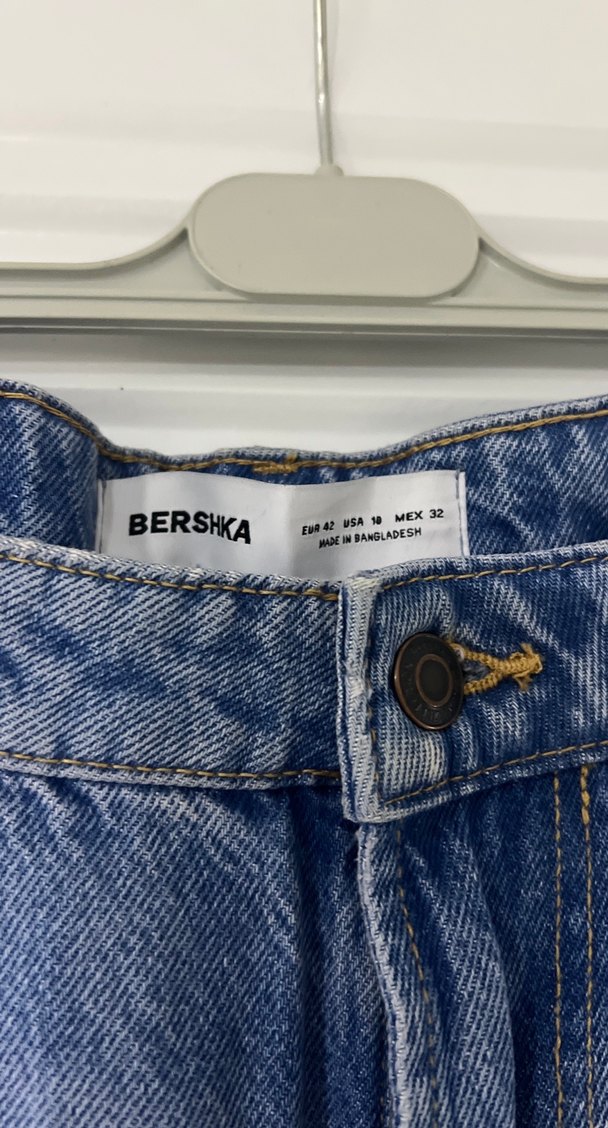 BERSHKA
EUR 42 USA 10 MEX 32
MADE IN BANGLADESH